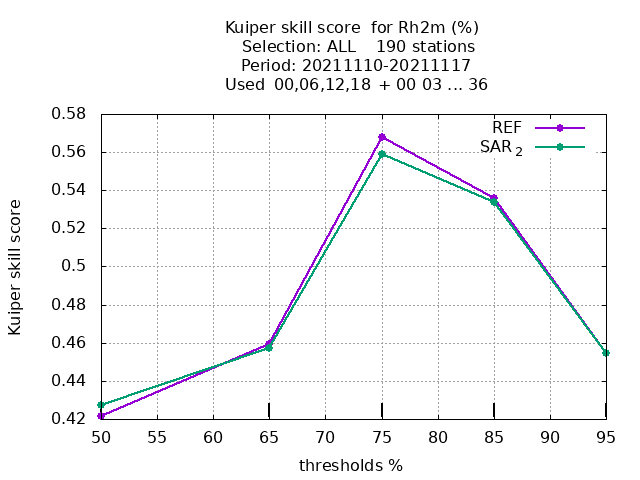 Kuiper skill score for Rh2m (%)
Selection: ALL 190 stations
Period: 20211110-20211117
Used 00,06,12,18 + 00 03 ... 36
REF
SAR 2
Kuiper skill score
0.58
0.56
0.54
0.52
0.5
0.48
0.46
0.44
0.42
50 55 60 65 70 75 80 85 90 95
thresholds %